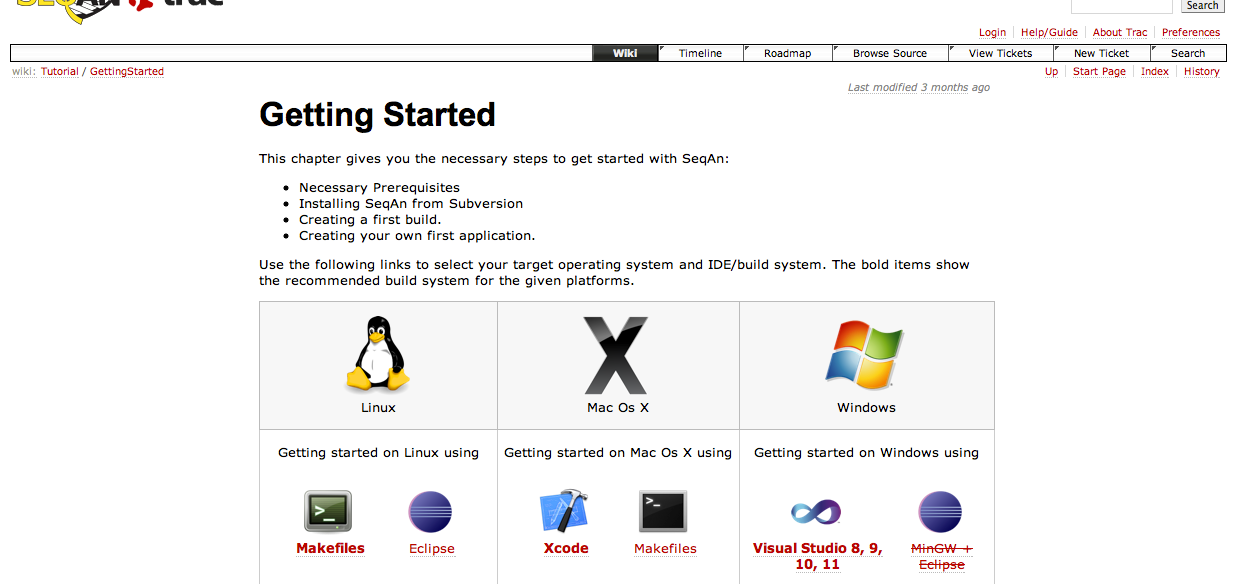 SEQAN trac
Search
Login Help/Guide About Trac Preferences
Wiki Timeline Roadmap Browse Source View Tickets New Ticket Search
wiki: Tutorial / GettingStarted
Up Start Page Index History
Last modified 3 months ago
Getting Started
This chapter gives you the necessary steps to get started with SeqAn:
• Necessary Prerequisites
• Installing SeqAn from Subversion
• Creating a first build.
• Creating your own first application.
Use the following links to select your target operating system and IDE/build system. The bold items show
the recommended build system for the given platforms.
Linux Mac Os X Windows
Getting started on Linux using Getting started on Mac Os X using Getting started on Windows using
>_ >_
Makefiles Eclipse Xcode Makefiles Visual Studio 8, 9, MinGW +
10, 11 Eclipse